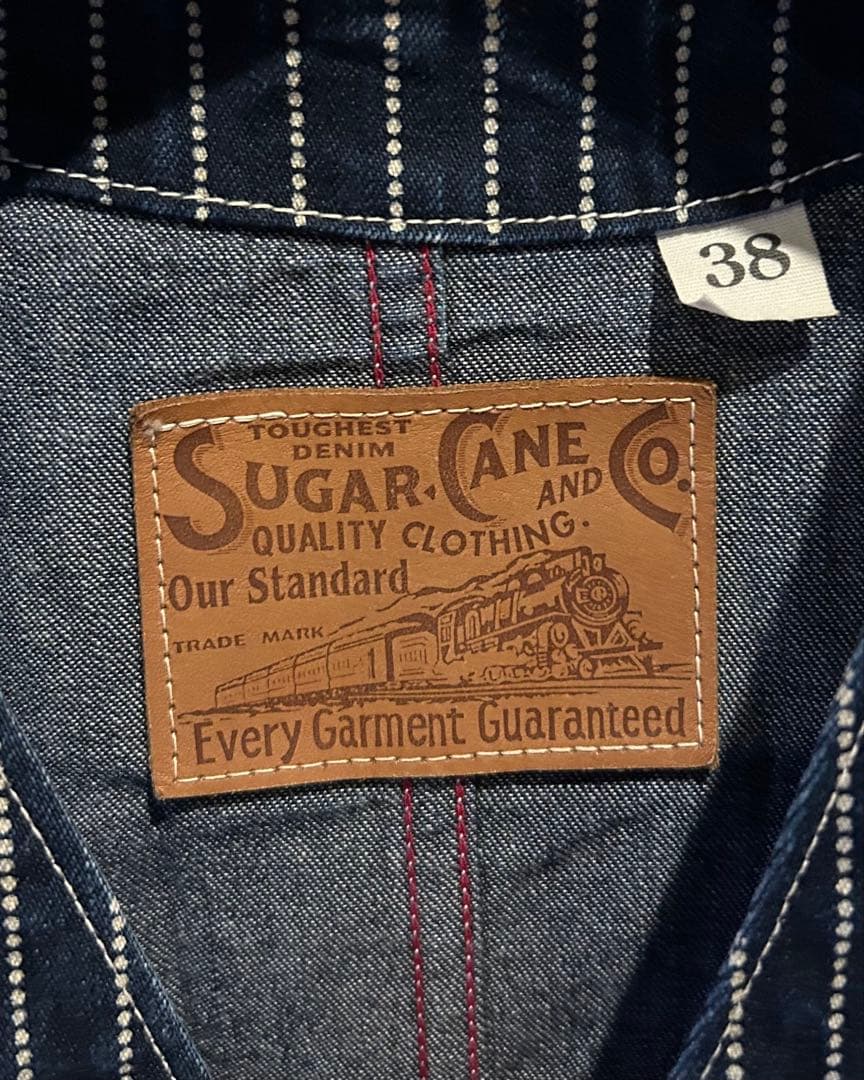 38
TOUGHEST
DENIM
SUGAR CANE CO.
AND
QUALITY CLOTHING.
Our Standard
TRADE MARK
Every Garment Guaranteed